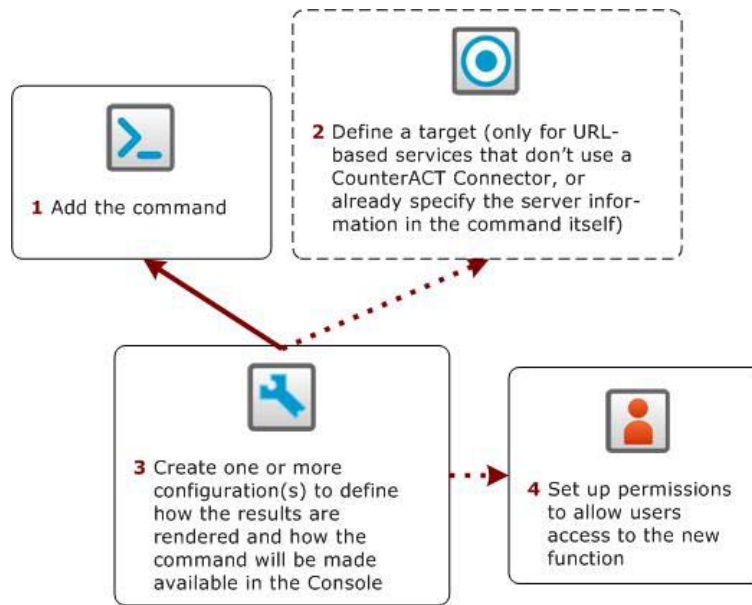 1 Add the command
2 Define a target (only for URL-
based services that don't use a
CounterACT Connector, or
already specify the server infor-
mation in the command itself)
3 Create one or more
configuration(s) to define
how the results are
rendered and how the
command will be made
available in the Console
4 Set up permissions
to allow users
access to the new
function